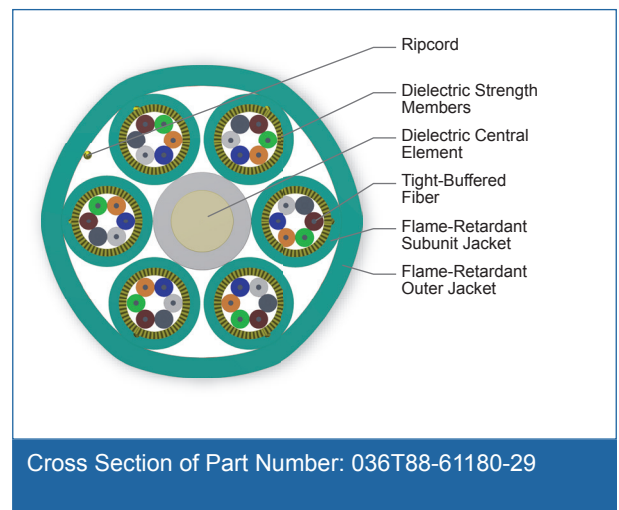 Ripcord
Dielectric Strength
Members
Dielectric Central
Element
Tight-Buffered
Fiber
Flame-Retardant
Subunit Jacket
Flame-Retardant
Outer Jacket
Cross Section of Part Number: 036T88-61180-29